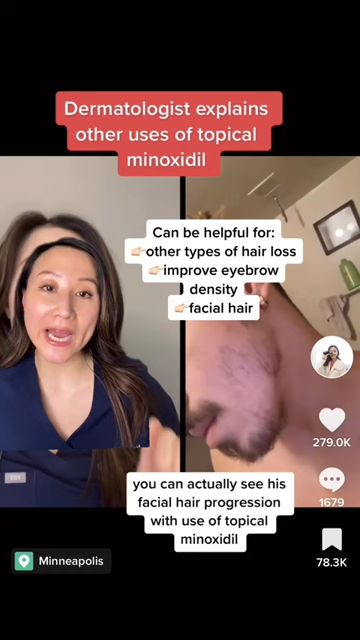 Dermatologist explains
other uses of topical
minoxidil
Can be helpful for:
👉🏻other types of hair loss
👉🏻improve eyebrow
density
👉🏻facial hair
279.0K
you can actually see his
facial hair progression
with use of topical
minoxidil
1679
78.3K
Minneapolis